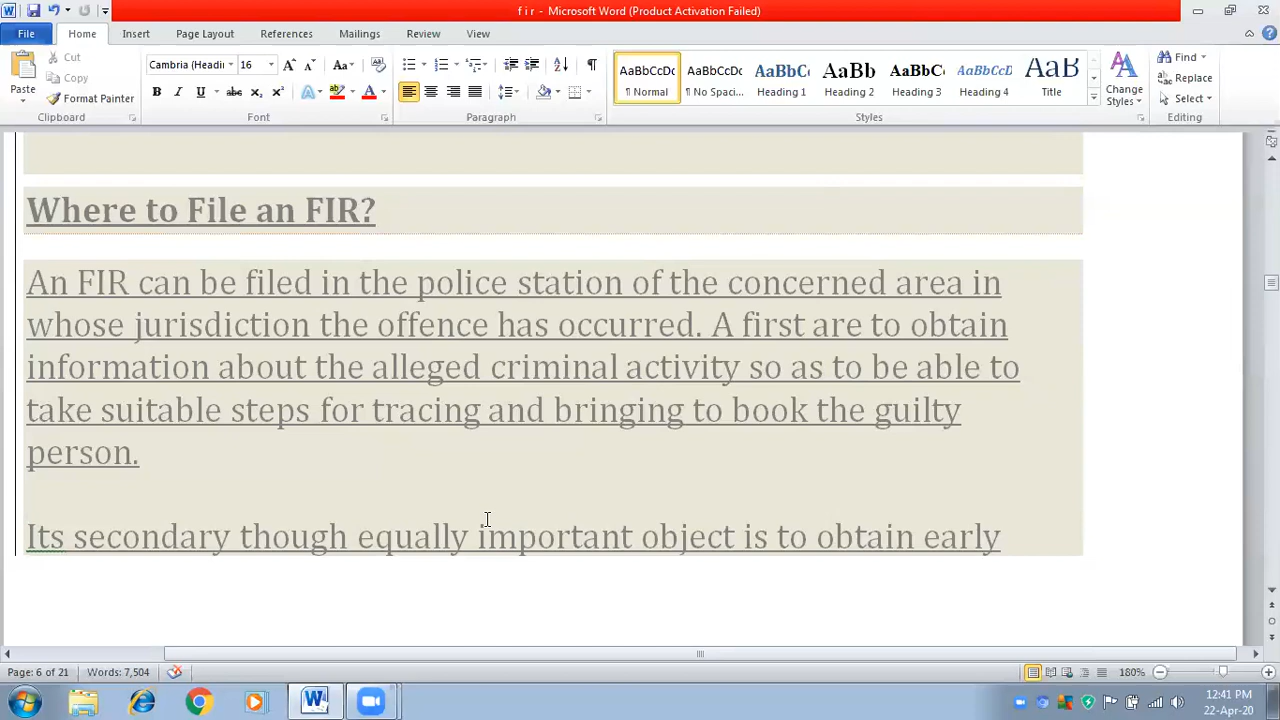 f i r - Microsoft Word (Product Activation Failed)
File Home Insert Page Layout References Mailings Review View
Paste
Cut
Copy
Format Painter
Clipboard
Cambria (Headin 16
Font
Paragraph
AaBbCcDc AaBbCcDc AaBbC AaBb AaBbC AaBbCcD AaB
¶ Normal ¶ No Spaci... Heading 1 Heading 2 Heading 3 Heading 4 Title
Change Styles
Styles
Find
Replace
Select
Editing
Where to File an FIR?
An FIR can be filed in the police station of the concerned area in
whose jurisdiction the offence has occurred. A first are to obtain
information about the alleged criminal activity so as to be able to
take suitable steps for tracing and bringing to book the guilty
person.
Its secondary though equally important object is to obtain early
Page: 6 of 21 Words: 7,504 180%
12:41 PM
22-Apr-20